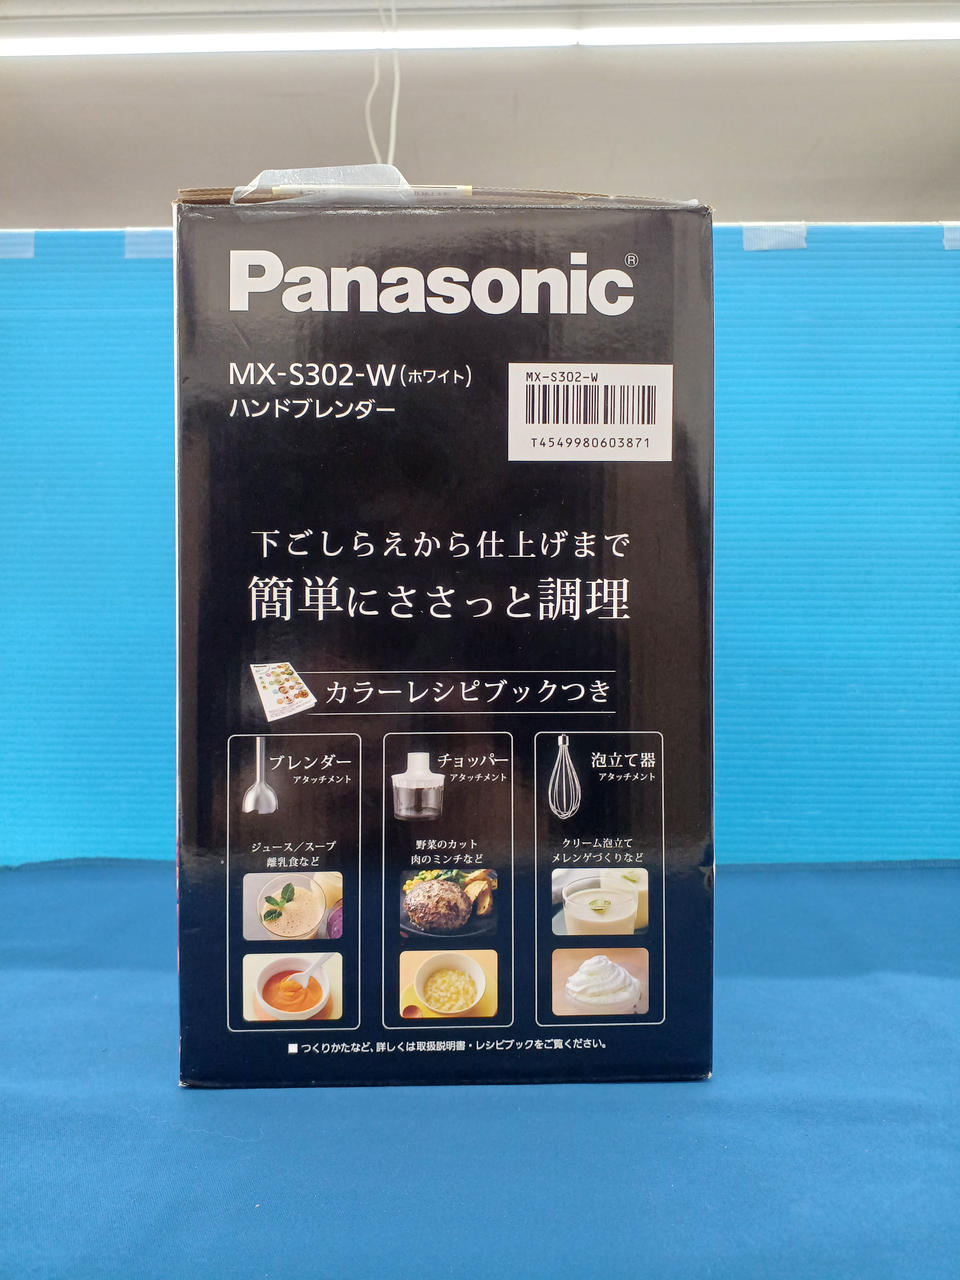 Panasonic®
MX-S302-W(ホワイト)
ハンドブレンダー
MX-S302-W
T4549980603871
下ごしらえから仕上げまで
簡単にささっと調理
カラーレシピブックつき
ブレンダー
アタッチメント
ジュース／スープ
離乳食など
チョッパー
アタッチメント
野菜のカット
肉のミンチなど
泡立て器
アタッチメント
クリーム泡立て
メレンゲづくりなど
■つくりかたなど、詳しくは取扱説明書・レシピブックをご覧ください。